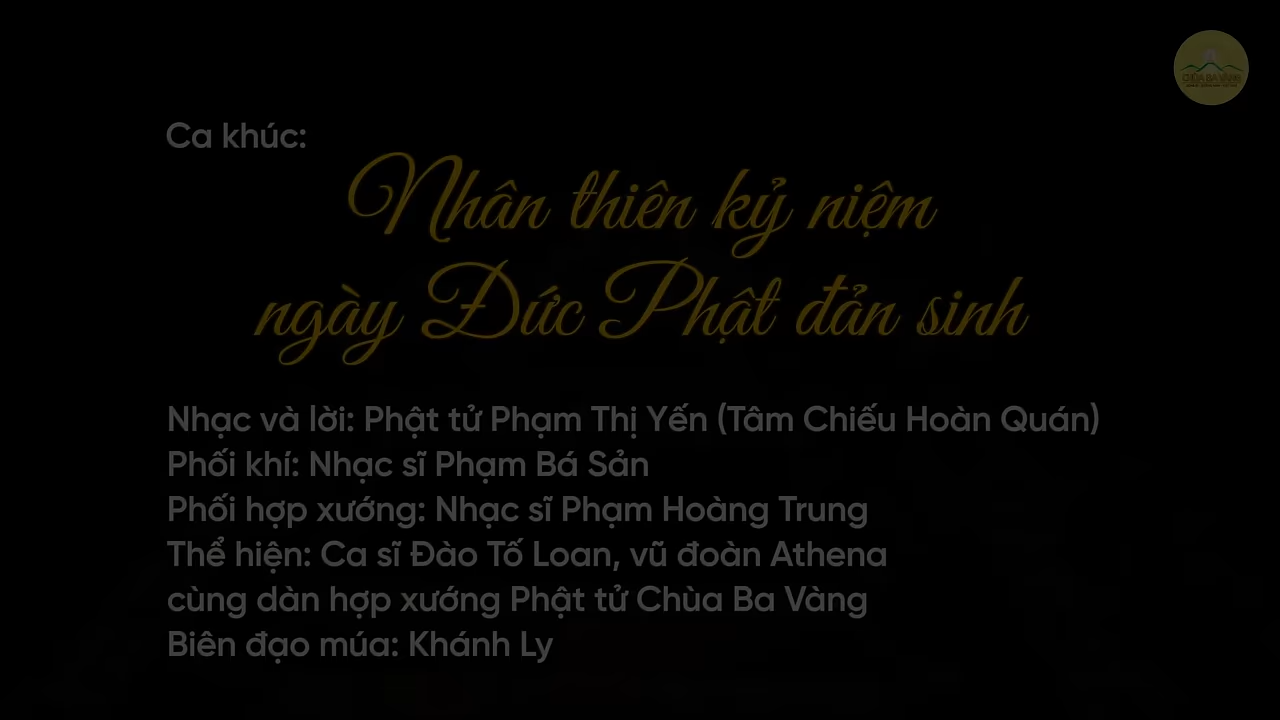 CHÙA BA VÀNG
Ca khúc:
Nhân thiên kỷ niệm
ngày Đức Phật đản sinh
Nhạc và lời: Phật tử Phạm Thị Yến (Tâm Chiếu Hoàn Quán)
Phối khí: Nhạc sĩ Phạm Bá Sản
Phối hợp xướng: Nhạc sĩ Phạm Hoàng Trung
Thể hiện: Ca sĩ Đào Tố Loan, vũ đoàn Athena
cùng dàn hợp xướng Phật tử Chùa Ba Vàng
Biên đạo múa: Khánh Ly